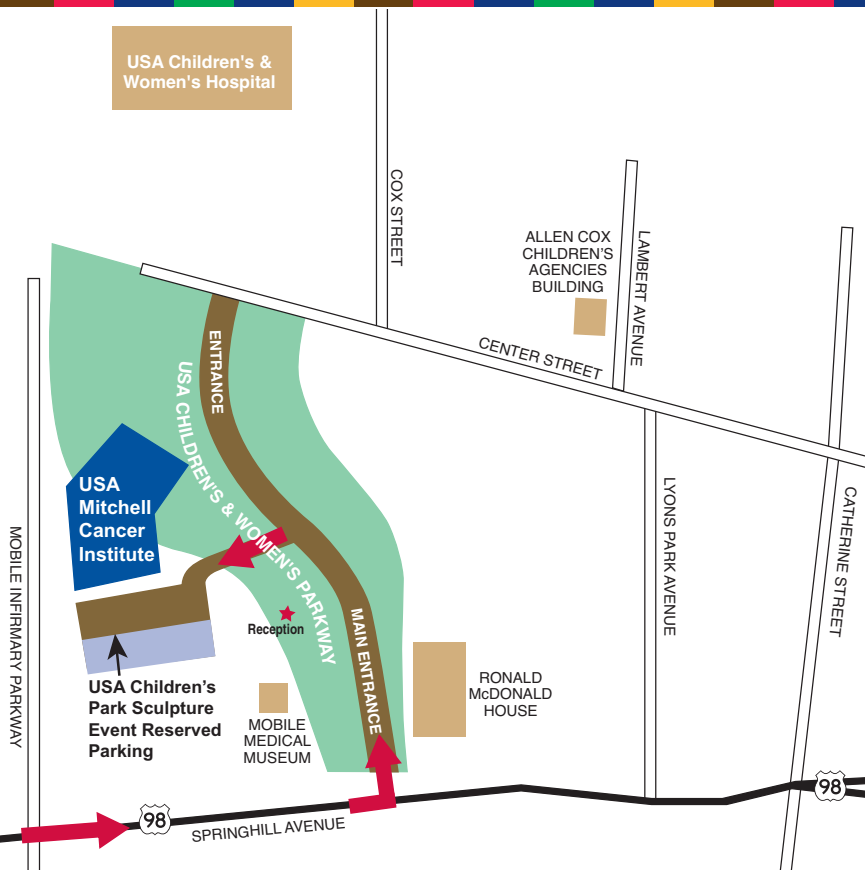 USA Children's &
Women's Hospital
COX STREET
ALLEN COX
CHILDREN'S
AGENCIES
BUILDING
LAMBERT AVENUE
CENTER STREET
ENTRANCE
USA CHILDREN'S & WOMEN'S PARKWAY
USA
Mitchell
Cancer
Institute
MOBILE INFIRMARY PARKWAY
LYONS PARK AVENUE
CATHERINE STREET
Reception
MAIN ENTRANCE
USA Children's
Park Sculpture
Event Reserved
Parking
MOBILE
MEDICAL
MUSEUM
RONALD
McDONALD
HOUSE
98
SPRINGHILL AVENUE
98